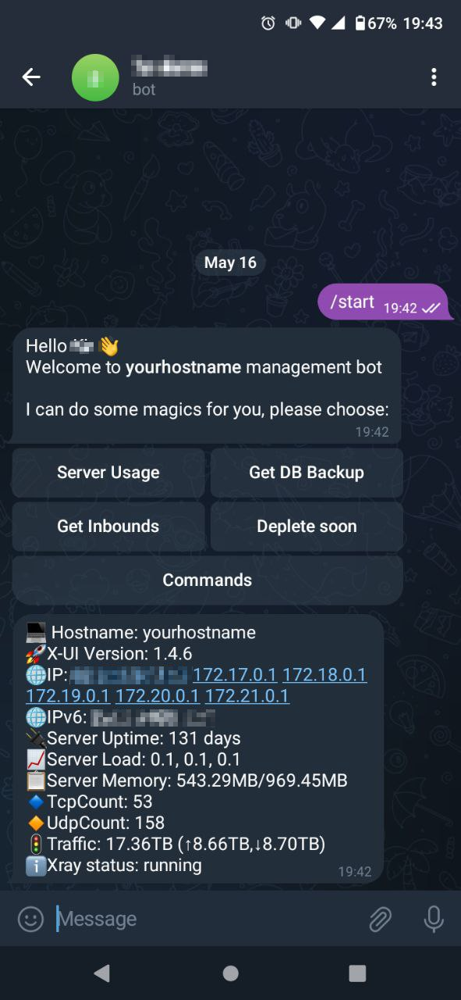 67% 19:43
bot
May 16
/start 19:42
Hello 👋
Welcome to yourhostname management bot
I can do some magics for you, please choose:
19:42
Server Usage
Get DB Backup
Get Inbounds
Deplete soon
Commands
💻 Hostname: yourhostname
🚀X-UI Version: 1.4.6
🌐IP: 172.17.0.1 172.18.0.1
172.19.0.1 172.20.0.1 172.21.0.1
🌐IPv6:
🔌Server Uptime: 131 days
📈Server Load: 0.1, 0.1, 0.1
📋Server Memory: 543.29MB/969.45MB
🔹TcpCount: 53
🔸UdpCount: 158
🚦Traffic: 17.36TB (↑8.66TB,↓8.70TB)
ℹXray status: running
19:42
Message